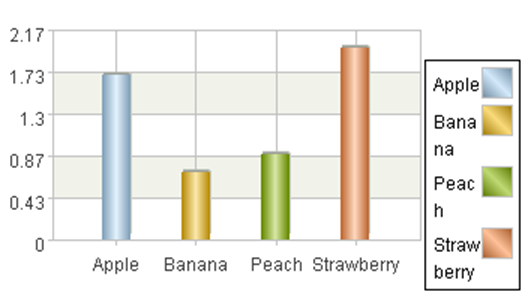 2.17
1.73
1.3
0.87
0.43
0
Apple Banana Peach Strawberry
Apple
Bana
na
Peac
h
Straw
berry